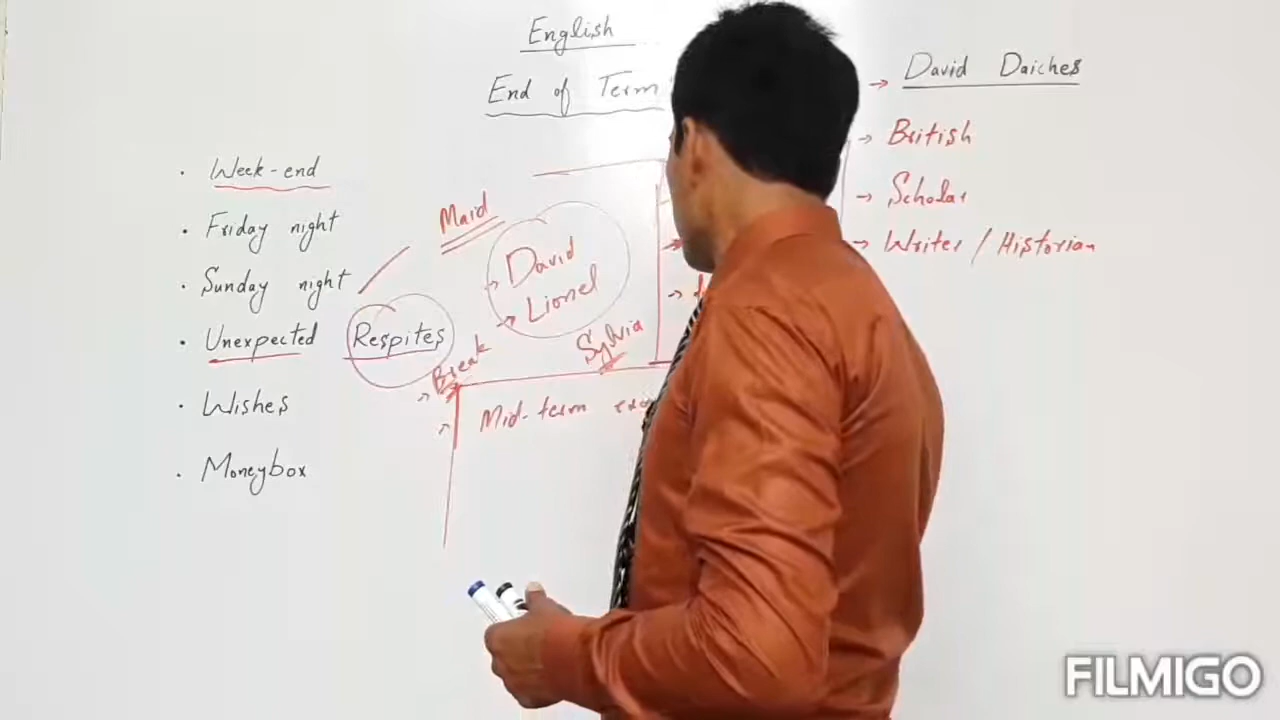 English
End of Term
→ David Daiches
→ British
→ Scholar
→ Writer / Historian
· Week-end
· Friday night
· Sunday night
· Unexpected
· Wishes
· Moneybox
Respites
→ Break
Maid
→ David
→ Lionel
Sylvia
Mid-term
FILMIGO